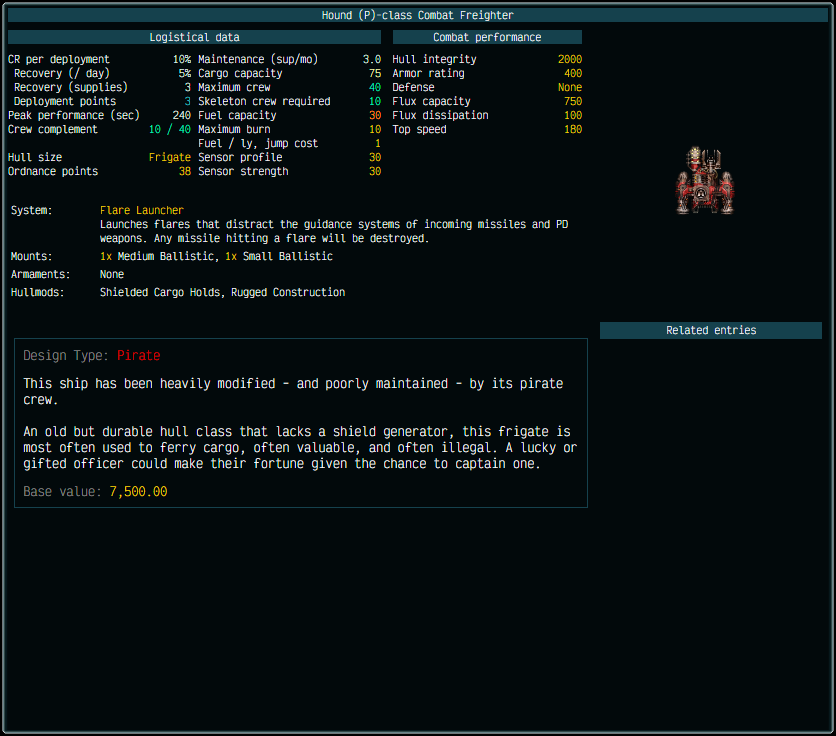 Hound (P)-class Combat Freighter
Logistical data
Combat performance
CR per deployment 10% Maintenance (sup/mo) 3.0 Hull integrity 2000
Recovery (/ day) 5% Cargo capacity 75 Armor rating 400
Recovery (supplies) 3 Maximum crew 40 Defense None
Deployment points 3 Skeleton crew required 10 Flux capacity 750
Peak performance (sec) 240 Fuel capacity 30 Flux dissipation 100
Crew complement 10 / 40 Maximum burn 10 Top speed 180
Fuel / ly, jump cost 1
Hull size Frigate Sensor profile 30
Ordnance points 38 Sensor strength 30
System: Flare Launcher
Launches flares that distract the guidance systems of incoming missiles and PD
weapons. Any missile hitting a flare will be destroyed.
Mounts: 1x Medium Ballistic, 1x Small Ballistic
Armaments: None
Hullmods: Shielded Cargo Holds, Rugged Construction
Related entries
Design Type: Pirate
This ship has been heavily modified - and poorly maintained - by its pirate
crew.
An old but durable hull class that lacks a shield generator, this frigate is
most often used to ferry cargo, often valuable, and often illegal. A lucky or
gifted officer could make their fortune given the chance to captain one.
Base value: 7,500.00